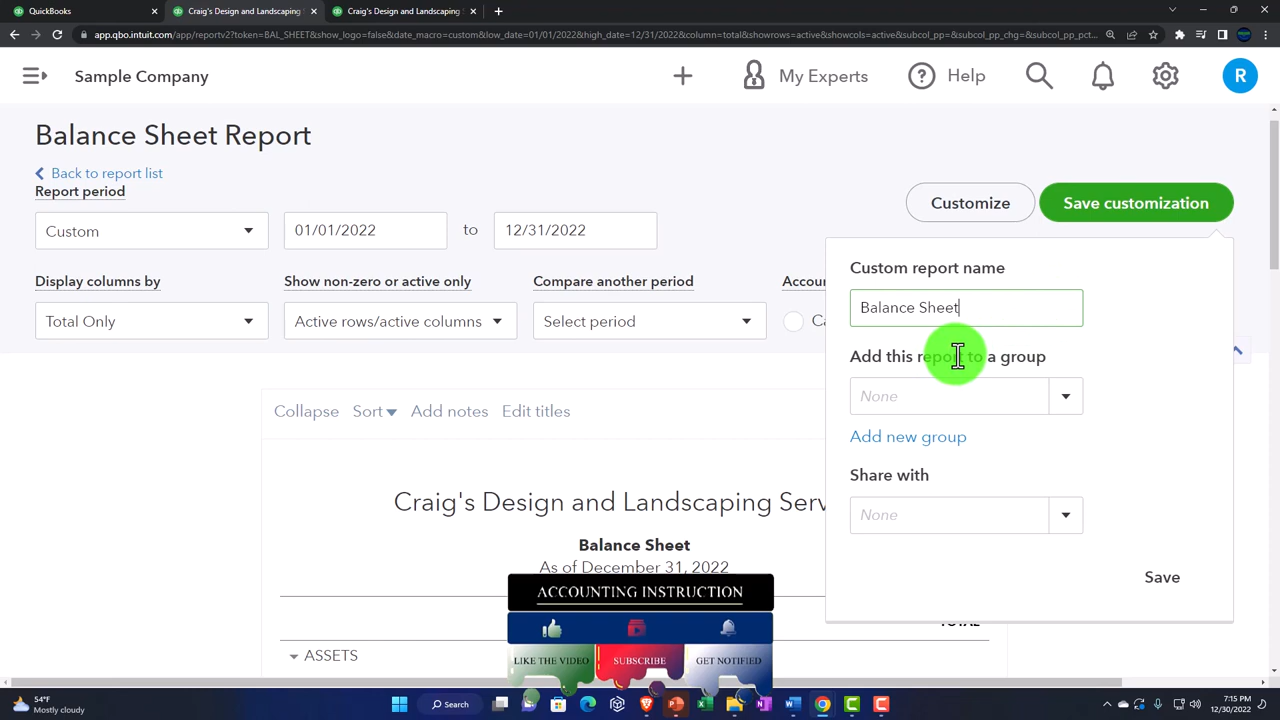 QuickBooks
Craig's Design and Landscaping S
Craig's Design and Landscaping S
app.qbo.intuit.com/app/reportv2?token=BAL_SHEET&show_logo=false&date_macro=custom&low_date=01/01/2022&high_date=12/31/2022&column=total&showrows=active&showcols=active&subcol_pp=&subcol_pp_chg=&subcol_pp_pct...
Sample Company
My Experts
Help
R
Balance Sheet Report
Back to report list
Report period
Custom
01/01/2022
to
12/31/2022
Customize
Save customization
Display columns by
Show non-zero or active only
Compare another period
Accou
Total Only
Active rows/active columns
Select period
Ca
Custom report name
Balance Sheet
Add this report to a group
None
Add new group
Share with
None
Save
Collapse
Sort
Add notes
Edit titles
Craig's Design and Landscaping Serv
Balance Sheet
As of December 31, 2022
TOTAL
ASSETS
ACCOUNTING INSTRUCTION
LIKE THE VIDEO
SUBSCRIBE
GET NOTIFIED
54°F
Mostly cloudy
Search
7:15 PM
12/30/2022